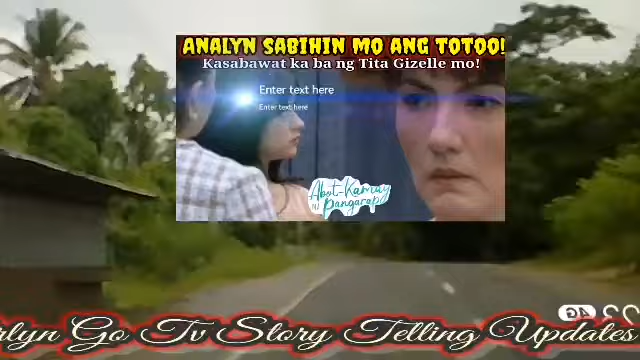 ANALYN SABIHIN MO ANG TOTOO!
Kasabawat ka ba ng Tita Gizelle mo!
Enter text here
Enter text here
Abot-Kamay
na Pangarap
rlyn Go Tv Story Telling Updates